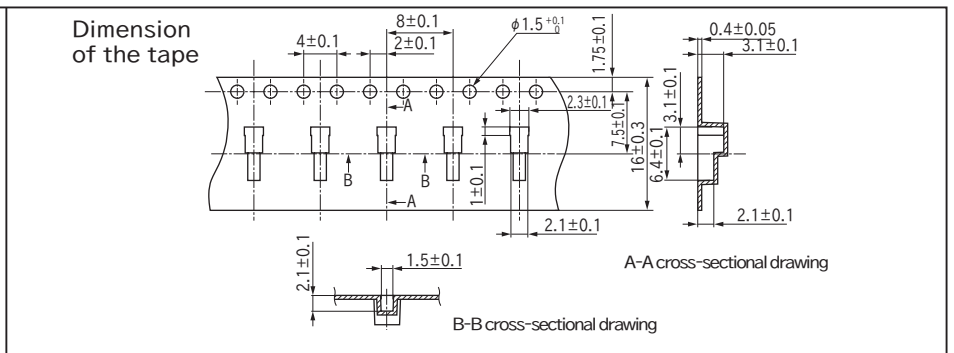 Dimension
of the tape
8±0.1
4±0.1
2±0.1
φ1.5 +0.1 0
1.75±0.1
0.4±0.05
3.1±0.1
A
2.3±0.1
7.5±0.1
16±0.3
3.1±0.1
6.4±0.1
B
B
1±0.1
A
2.1±0.1
2.1±0.1
A-A cross-sectional drawing
2.1±0.1
1.5±0.1
B-B cross-sectional drawing